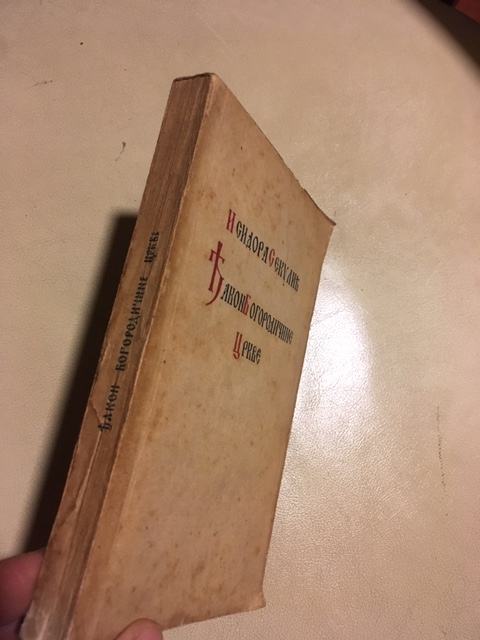 Исидора Секулић
Ђакон Богородичине
Цркве
ЂАКОН БОГОРОДИЧИНЕ ЦРКВЕ